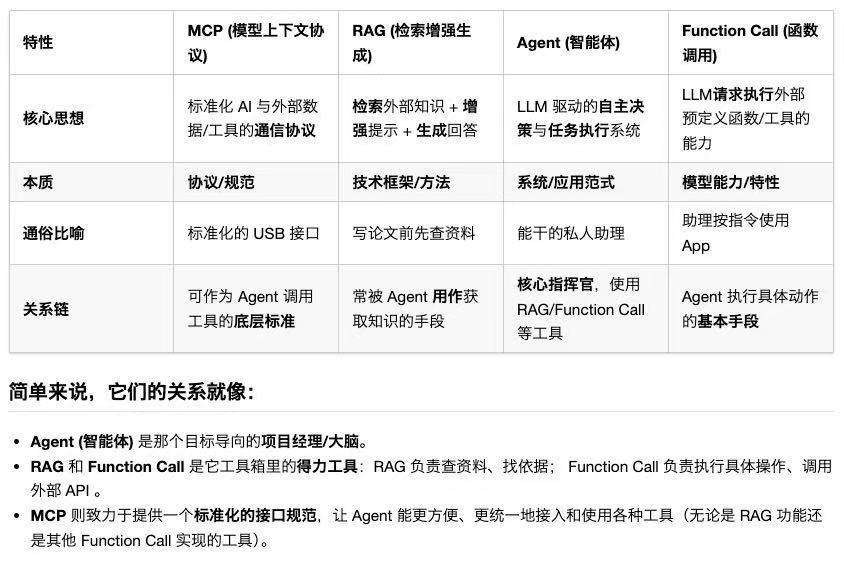 特性
MCP (模型上下文协
议)
RAG (检索增强生
成)
Agent (智能体)
Function Call (函数
调用)
核心思想
标准化 AI 与外部数
据/工具的通信协议
检索外部知识 + 增
强提示 + 生成回答
LLM 驱动的自主决
策与任务执行系统
LLM请求执行外部
预定义函数/工具的
能力
本质
协议/规范
技术框架/方法
系统/应用范式
模型能力/特性
通俗比喻
标准化的 USB 接口
写论文前先查资料
能干的私人助理
助理按指令使用
App
关系链
可作为 Agent 调用
工具的底层标准
常被 Agent 用作获
取知识的手段
核心指挥官，使用
RAG/Function Call
等工具
Agent 执行具体动作
的基本手段
简单来说，它们的关系就像：
• Agent (智能体) 是那个目标导向的项目经理/大脑。
• RAG 和 Function Call 是它工具箱里的得力工具：RAG 负责查资料、找依据； Function Call 负责执行具体操作、调用
外部 API 。
• MCP 则致力于提供一个标准化的接口规范，让 Agent 能更方便、更统一地接入和使用各种工具（无论是 RAG 功能还
是其他 Function Call 实现的工具）。